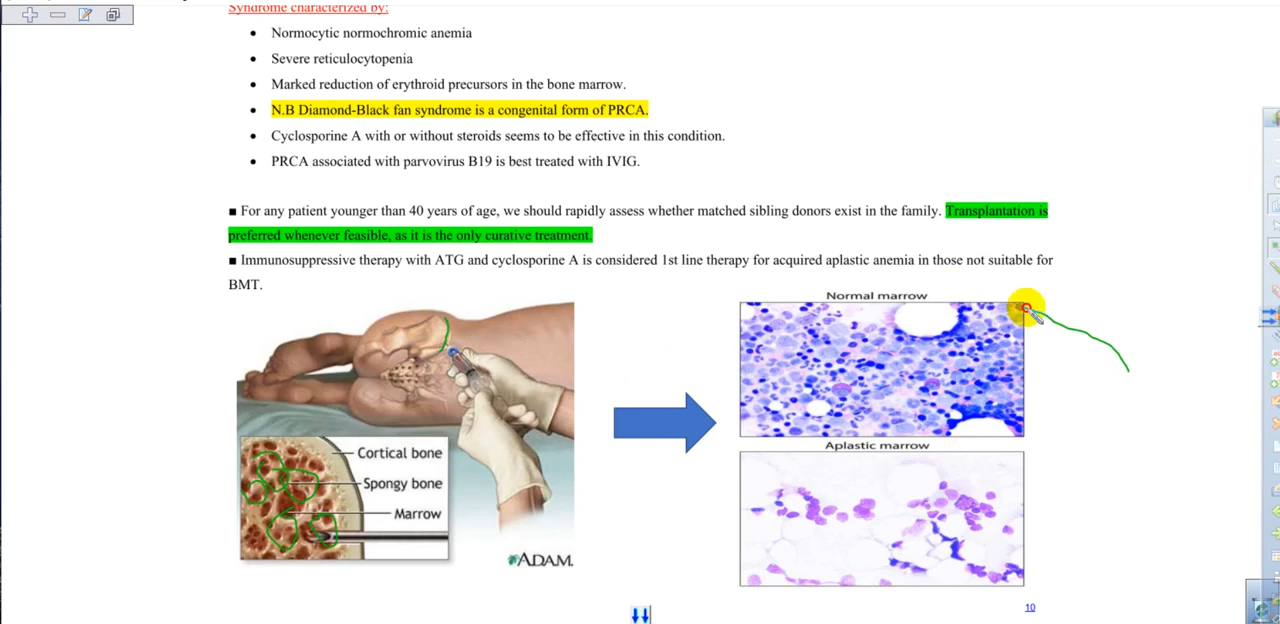 Syndrome characterized by:
• Normocytic normochromic anemia
• Severe reticulocytopenia
• Marked reduction of erythroid precursors in the bone marrow.
• N.B Diamond-Black fan syndrome is a congenital form of PRCA.
• Cyclosporine A with or without steroids seems to be effective in this condition.
• PRCA associated with parvovirus B19 is best treated with IVIG.
■ For any patient younger than 40 years of age, we should rapidly assess whether matched sibling donors exist in the family. Transplantation is
preferred whenever feasible, as it is the only curative treatment.
■ Immunosuppressive therapy with ATG and cyclosporine A is considered 1st line therapy for acquired aplastic anemia in those not suitable for
BMT.
Normal marrow
Aplastic marrow
Cortical bone
Spongy bone
Marrow
ADAM.
10